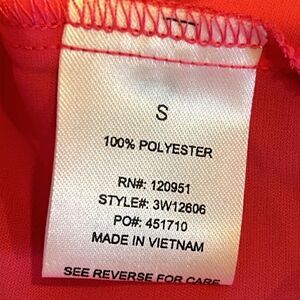 S
100% POLYESTER
RN#: 120951
STYLE#: 3W12606
PO#: 451710
MADE IN VIETNAM
SEE REVERSE FOR CARE